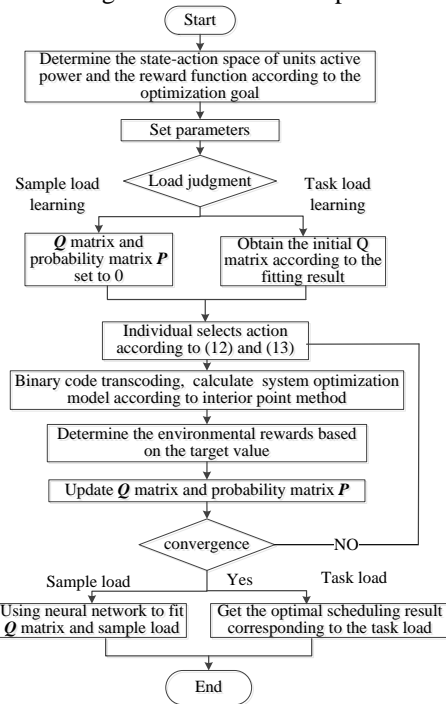 Start
Determine the state-action space of units active
power and the reward function according to the
optimization goal
Set parameters
Load judgment
Sample load
learning
Task load
learning
Q matrix and
probability matrix P
set to 0
Obtain the initial Q
matrix according to the
fitting result
Individual selects action
according to (12) and (13)
Binary code transcoding, calculate system optimization
model according to interior point method
Determine the environmental rewards based
on the target value
Update Q matrix and probability matrix P
convergence
NO
Sample load
Yes
Task load
Using neural network to fit
Q matrix and sample load
Get the optimal scheduling result
corresponding to the task load
End